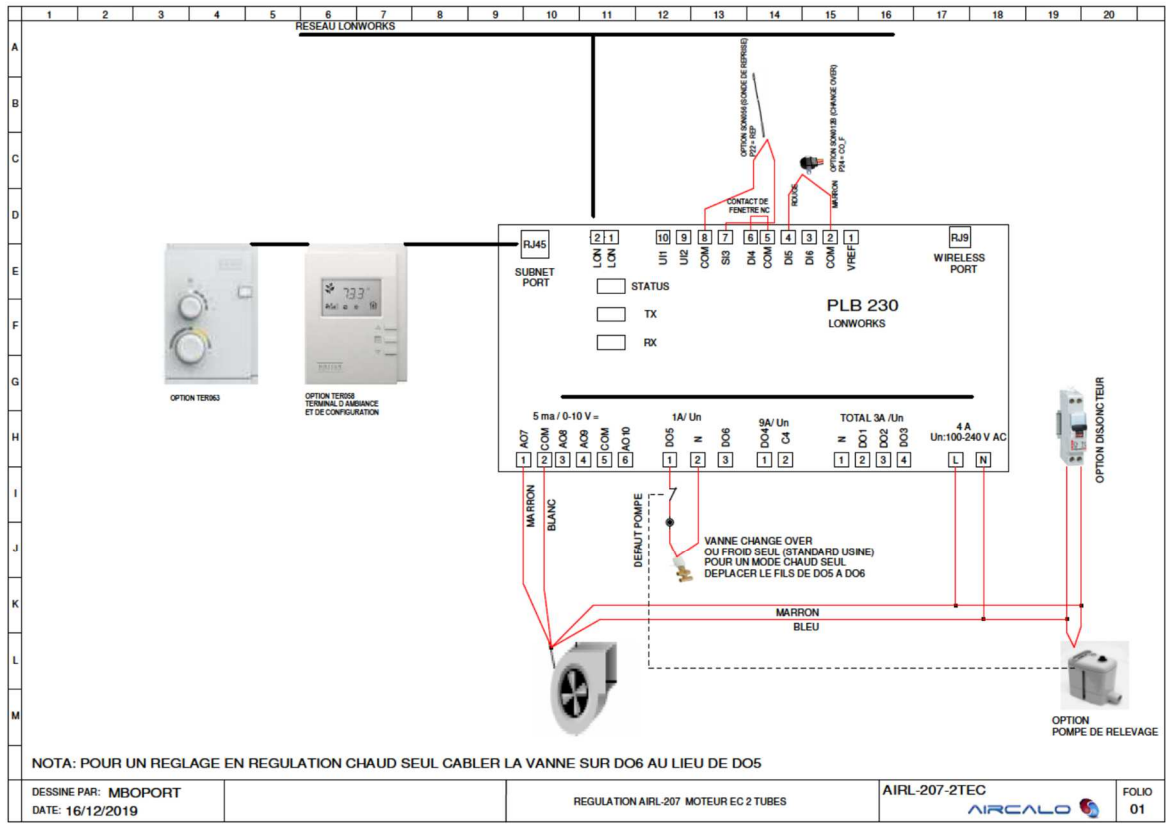 1 2 3 4 5 6 7 8 9 10 11 12 13 14 15 16 17 18 19 20
RESEAU LONWORKS
A
B
C
D
E
F
G
H
I
J
K
L
M
OPTION SON056 (SONDE DE REPRISE)
P22 = REP
OPTION SON012B (CHANGE OVER)
P24 = CO_F
ROUGE
MARRON
CONTACT DE
FENETRE NC
RJ45
SUBNET
PORT
2 1
LON
LON
10 9 8 7 6 5 4 3 2 1
UI1
UI2
COM
SI3
DI4
COM
DI5
DI6
COM
VREF
RJ9
WIRELESS
PORT
STATUS
TX
RX
PLB 230
LONWORKS
OPTION TER063
OPTION TER058
TERMINAL D AMBIANCE
ET DE CONFIGURATION
5 ma / 0-10 V =
1A/ Un
9A/ Un
TOTAL 3A /Un
4 A
Un:100-240 V AC
AO7
COM
AO8
AO9
COM
AO10
DO5
N
DO6
DO4
C4
N
DO1
DO2
DO3
1 2 3 4 5 6
1 2 3
1 2
1 2 3 4
L N
OPTION DISJONCTEUR
MARRON
BLANC
DEFAUT POMPE
VANNE CHANGE OVER
OU FROID SEUL (STANDARD USINE)
POUR UN MODE CHAUD SEUL
DEPLACER LE FILS DE DO5 A DO6
MARRON
BLEU
OPTION
POMPE DE RELEVAGE
NOTA: POUR UN REGLAGE EN REGULATION CHAUD SEUL CABLER LA VANNE SUR DO6 AU LIEU DE DO5
DESSINE PAR: MBOPORT
DATE: 16/12/2019
REGULATION AIRL-207 MOTEUR EC 2 TUBES
AIRL-207-2TEC
AIRCALO
FOLIO
01